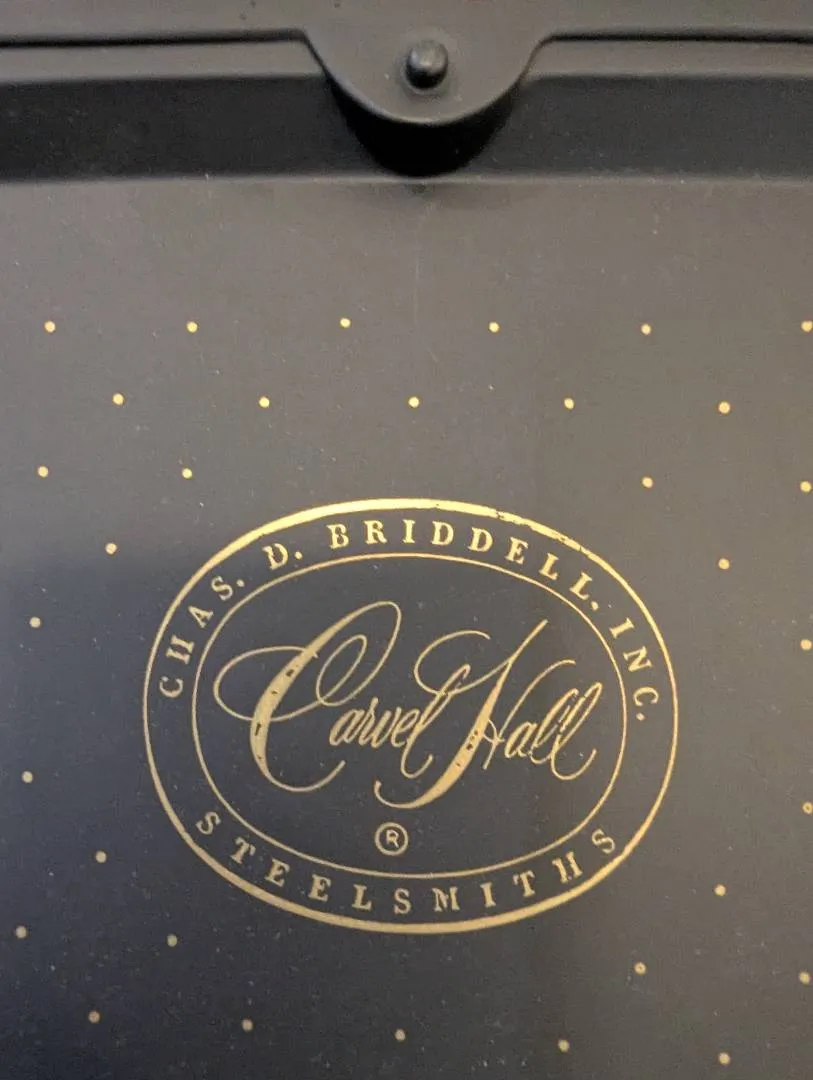 CHAS. D. BRIDDELL, INC.
Carvel Hall
®
STEELSMITHS